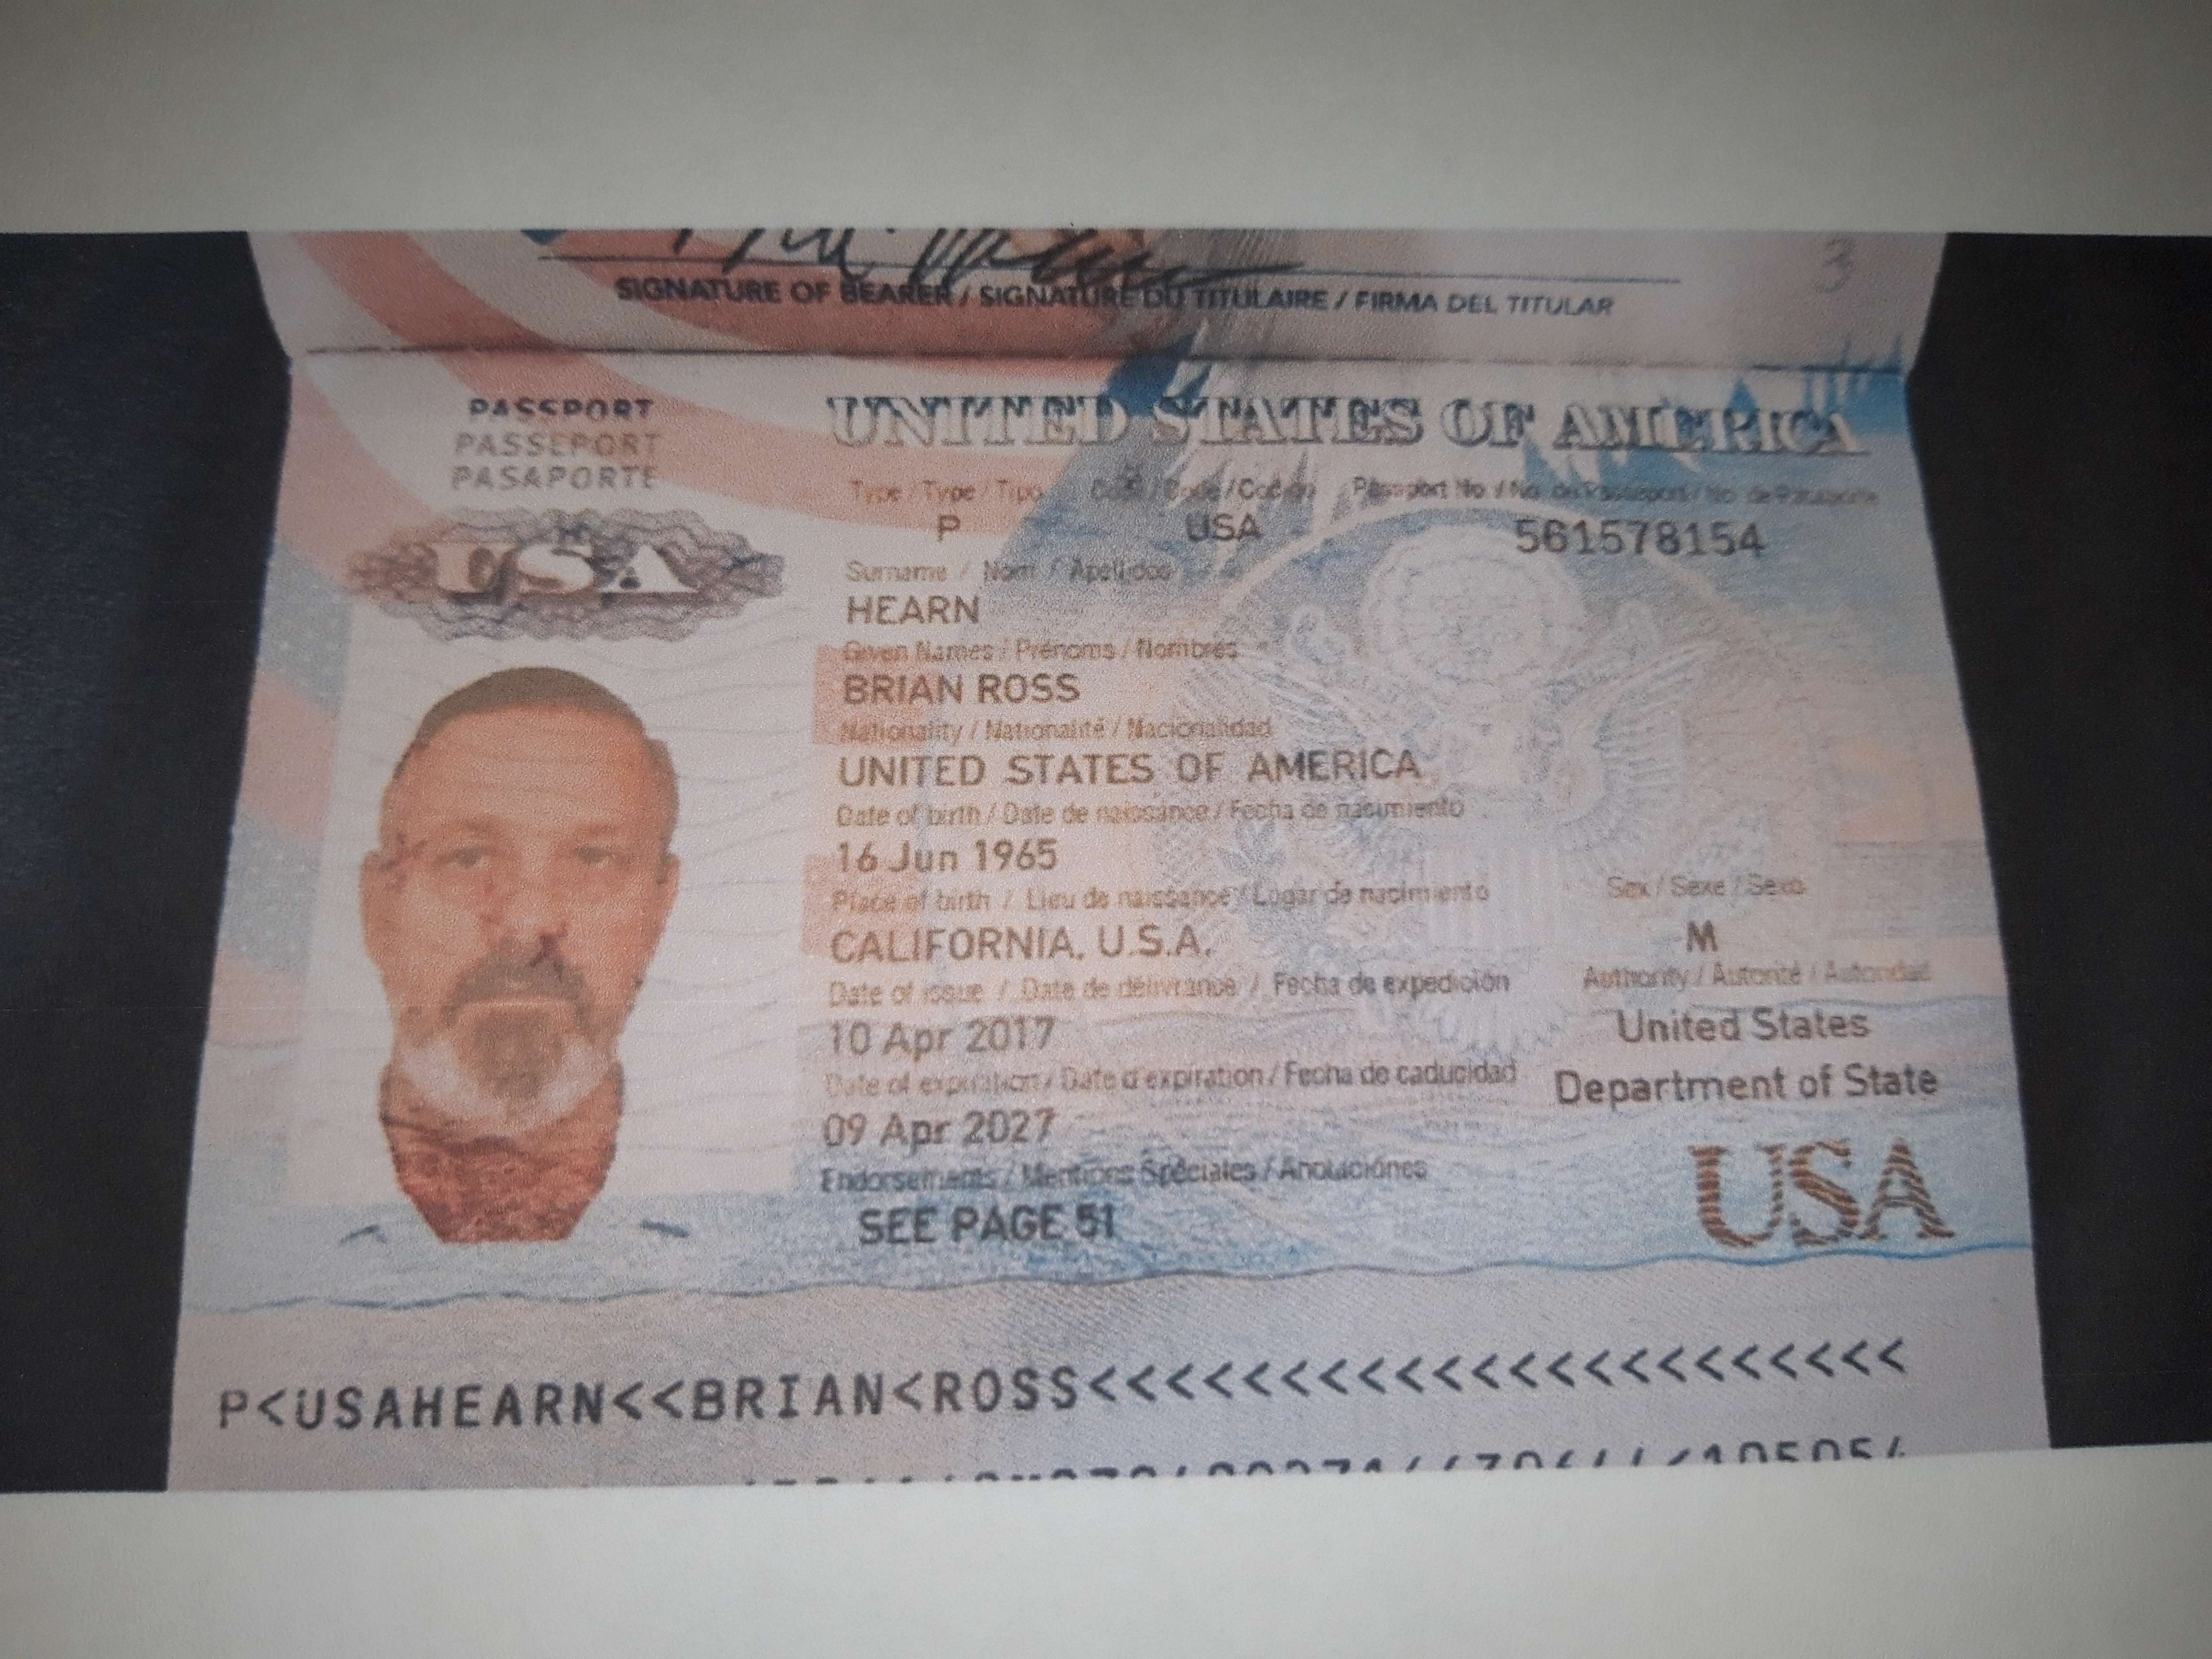 3
SIGNATURE OF BEARER / SIGNATURE DU TITULAIRE / FIRMA DEL TITULAR
PASSPORT
PASSEPORT
PASAPORTE
USA
UNITED STATES OF AMERICA
Type / Type / Tipo
Passport No. / No. de Passeport / No. de Pasaporte
P
USA
561578154
Surname / Nom / Apellidos
HEARN
Given Names / Prénoms / Nombres
BRIAN ROSS
Nationality / Nationalité / Nacionalidad
UNITED STATES OF AMERICA
Date of birth / Date de naissance / Fecha de nacimiento
16 Jun 1965
Place of birth / Lieu de naissance / Lugar de nacimiento
Sex / Sexe / Sexo
CALIFORNIA, U.S.A.
M
Date of issue / Date de délivrance / Fecha de expedición
Authority / Autorité / Autoridad
10 Apr 2017
United States
Department of State
Date of expiration / Date d'expiration / Fecha de caducidad
09 Apr 2027
Endorsements / Mentions Spéciales / Anotaciónes
SEE PAGE 51
USA
P<USAHEARN<<BRIAN<ROSS<<<<<<<<<<<<<<<<<<<<<<